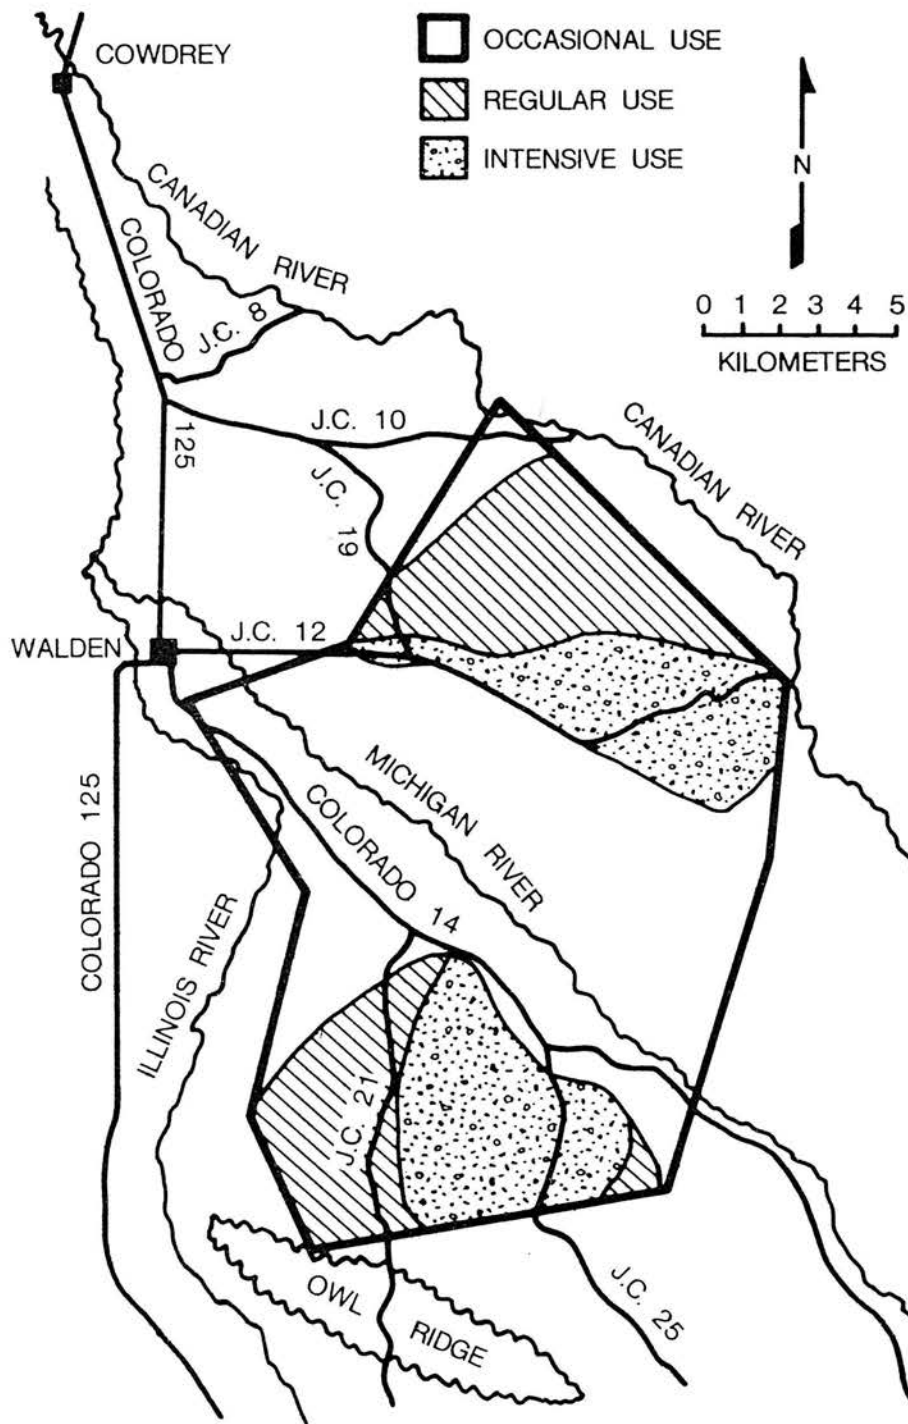 COWDREY
OCCASIONAL USE
REGULAR USE
INTENSIVE USE
N
CANADIAN RIVER
COLORADO
J.C. 8
0 1 2 3 4 5
KILOMETERS
J.C. 10
125
J.C. 19
CANADIAN RIVER
WALDEN
J.C. 12
COLORADO 125
MICHIGAN RIVER
COLORADO 14
ILLINOIS RIVER
J.C. 21
J.C. 25
OWL RIDGE